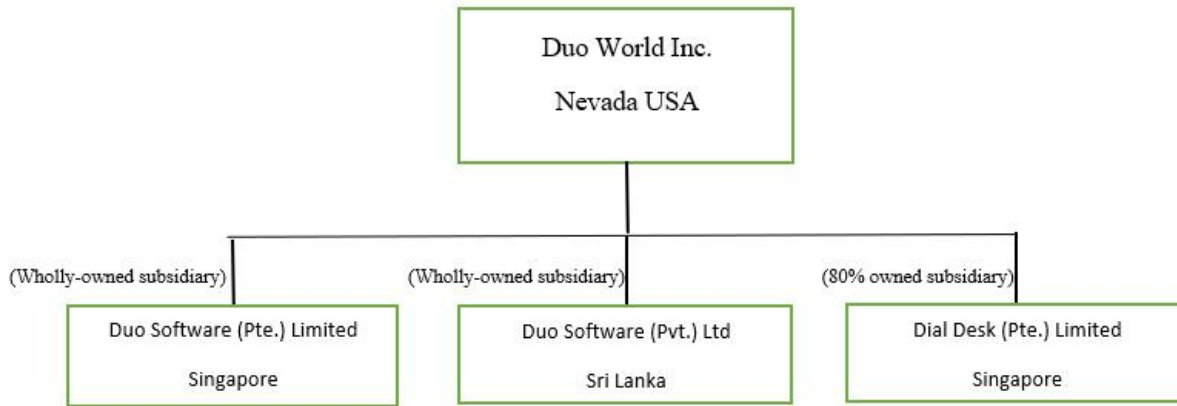 Duo World Inc.
Nevada USA
(Wholly-owned subsidiary)
(Wholly-owned subsidiary)
(80% owned subsidiary)
Duo Software (Pte.) Limited
Singapore
Duo Software (Pvt.) Ltd
Sri Lanka
Dial Desk (Pte.) Limited
Singapore